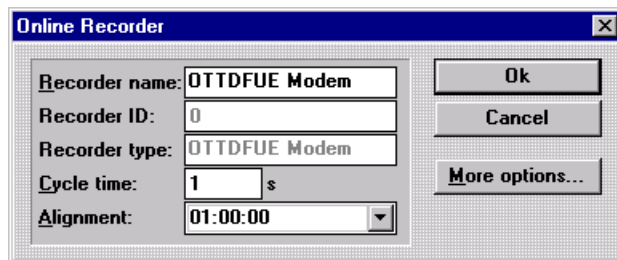 Online Recorder
Recorder name: OTTDFUE Modem
Recorder ID: 0
Recorder type: OTTDFUE Modem
Cycle time: 1 s
Alignment: 01:00:00
Ok
Cancel
More options...